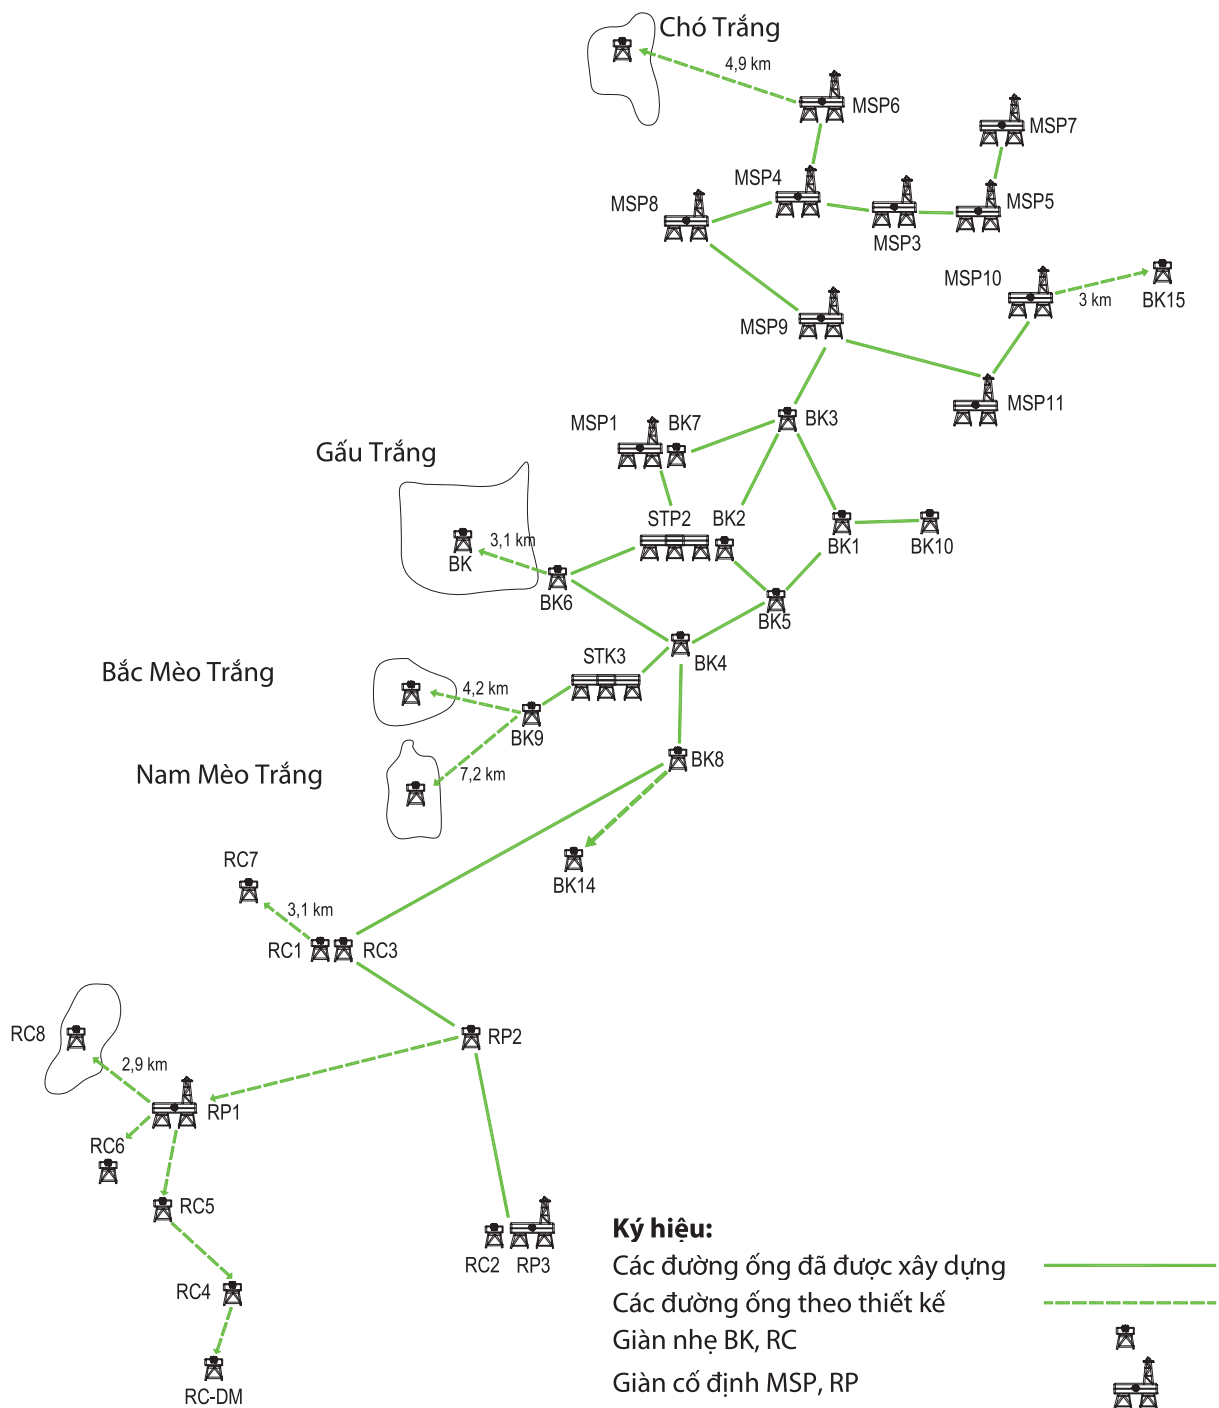 Chó Trắng
4,9 km
MSP6
MSP7
MSP4
MSP8
MSP5
MSP3
MSP10
3 km
BK15
MSP9
MSP11
MSP1
BK7
BK3
Gấu Trắng
STP2
BK2
3,1 km
BK
BK1
BK10
BK6
BK5
STK3
BK4
Bắc Mèo Trắng
4,2 km
BK9
BK8
Nam Mèo Trắng
7,2 km
RC7
BK14
3,1 km
RC1
RC3
RC8
RP2
2,9 km
RP1
RC6
RC5
RC2
RP3
RC4
RC-DM
Ký hiệu:
Các đường ống đã được xây dựng
Các đường ống theo thiết kế
Giàn nhẹ BK, RC
Giàn cố định MSP, RP